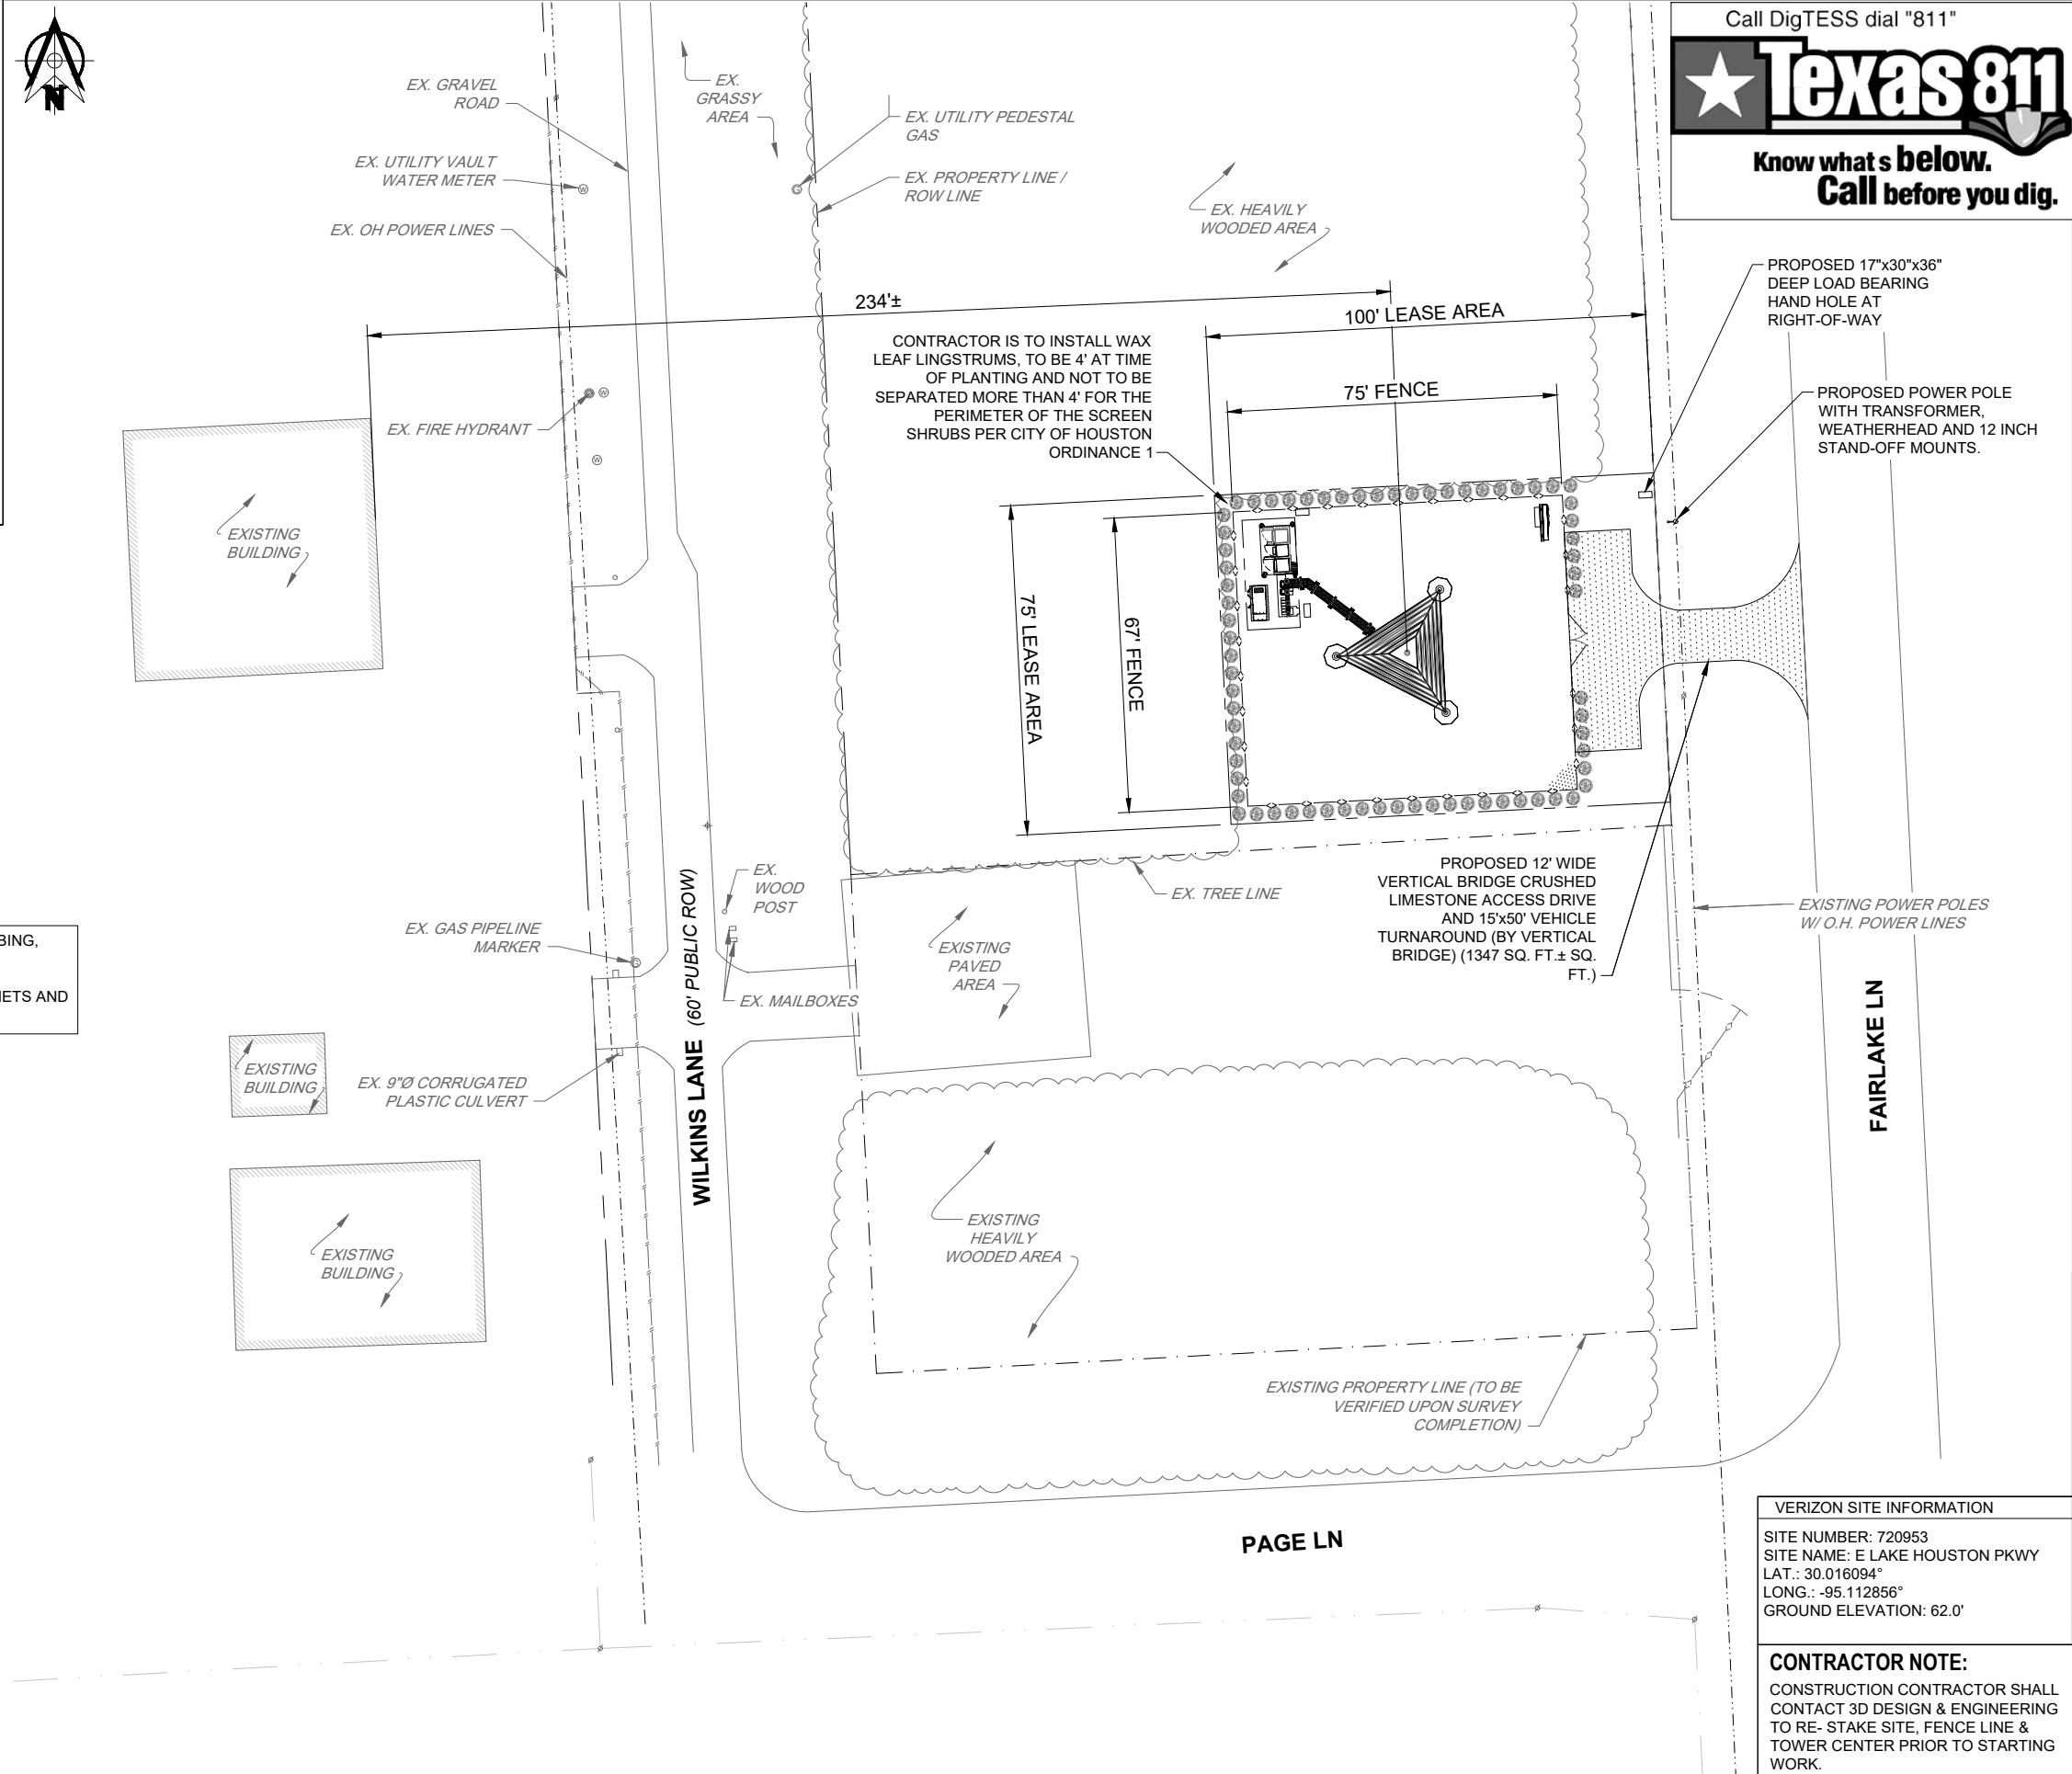 N
Call DigTESS dial "811"
Texas 811
Know what s below.
Call before you dig.
EX. GRAVEL
ROAD
EX.
GRASSY
AREA
EX. UTILITY PEDESTAL
GAS
EX. UTILITY VAULT
WATER METER
EX. PROPERTY LINE /
ROW LINE
EX. OH POWER LINES
EX. HEAVILY
WOODED AREA
PROPOSED 17"x30"x36"
DEEP LOAD BEARING
HAND HOLE AT
RIGHT-OF-WAY
234'±
100' LEASE AREA
CONTRACTOR IS TO INSTALL WAX
LEAF LINGSTRUMS, TO BE 4' AT TIME
OF PLANTING AND NOT TO BE
SEPARATED MORE THAN 4' FOR THE
PERIMETER OF THE SCREEN
SHRUBS PER CITY OF HOUSTON
ORDINANCE 1
75' FENCE
PROPOSED POWER POLE
WITH TRANSFORMER,
WEATHERHEAD AND 12 INCH
STAND-OFF MOUNTS.
W
G
W
W
EX. FIRE HYDRANT
EXISTING
BUILDING
75' LEASE AREA
67' FENCE
PROPOSED 12' WIDE
VERTICAL BRIDGE CRUSHED
LIMESTONE ACCESS DRIVE
AND 15'x50' VEHICLE
TURNAROUND (BY VERTICAL
BRIDGE) (1347 SQ. FT.± SQ.
FT.)
EX. TREE LINE
EX.
WOOD
POST
EX. GAS PIPELINE
MARKER
G
EX. MAILBOXES
EXISTING
PAVED
AREA
EXISTING POWER POLES
W/ O.H. POWER LINES
BING,
ETS AND
WILKINS LANE (60' PUBLIC ROW)
FAIRLAKE LN
EXISTING
BUILDING
EX. 9"Ø CORRUGATED
PLASTIC CULVERT
EXISTING
HEAVILY
WOODED AREA
EXISTING
BUILDING
EXISTING PROPERTY LINE (TO BE
VERIFIED UPON SURVEY
COMPLETION)
PAGE LN
VERIZON SITE INFORMATION
SITE NUMBER: 720953
SITE NAME: E LAKE HOUSTON PKWY
LAT.: 30.016094°
LONG.: -95.112856°
GROUND ELEVATION: 62.0'
CONTRACTOR NOTE:
CONSTRUCTION CONTRACTOR SHALL
CONTACT 3D DESIGN & ENGINEERING
TO RE- STAKE SITE, FENCE LINE &
TOWER CENTER PRIOR TO STARTING
WORK.